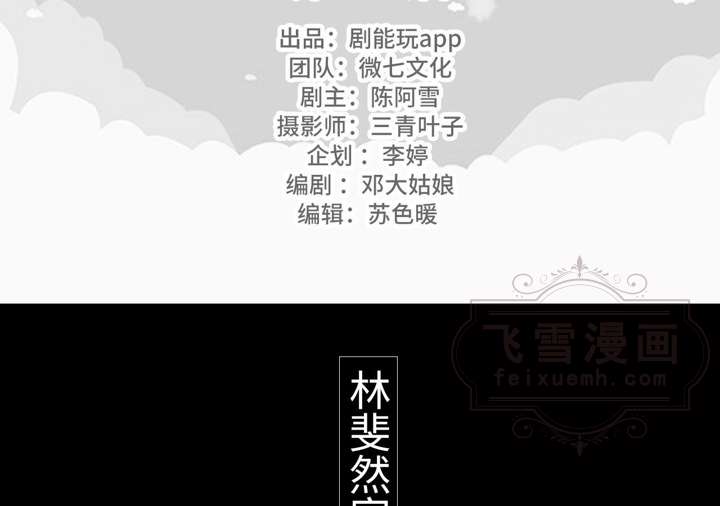 出品：剧能玩app
团队：微七文化
剧主：陈阿雪
摄影师：三青叶子
企划：李婷
编剧：邓大姑娘
编辑：苏色暖
飞雪漫画
feixuemh.com
林斐然